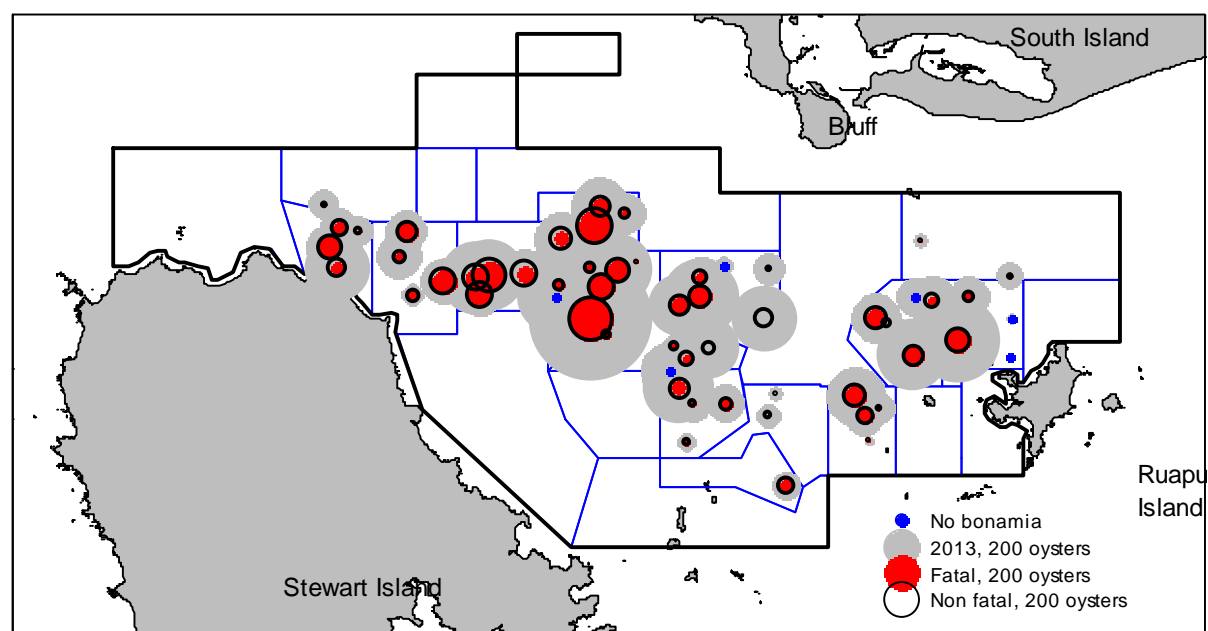 South Island
Bluff
Ruapu
Island
No bonamia
2013, 200 oysters
Fatal, 200 oysters
Non fatal, 200 oysters
Stewart Island